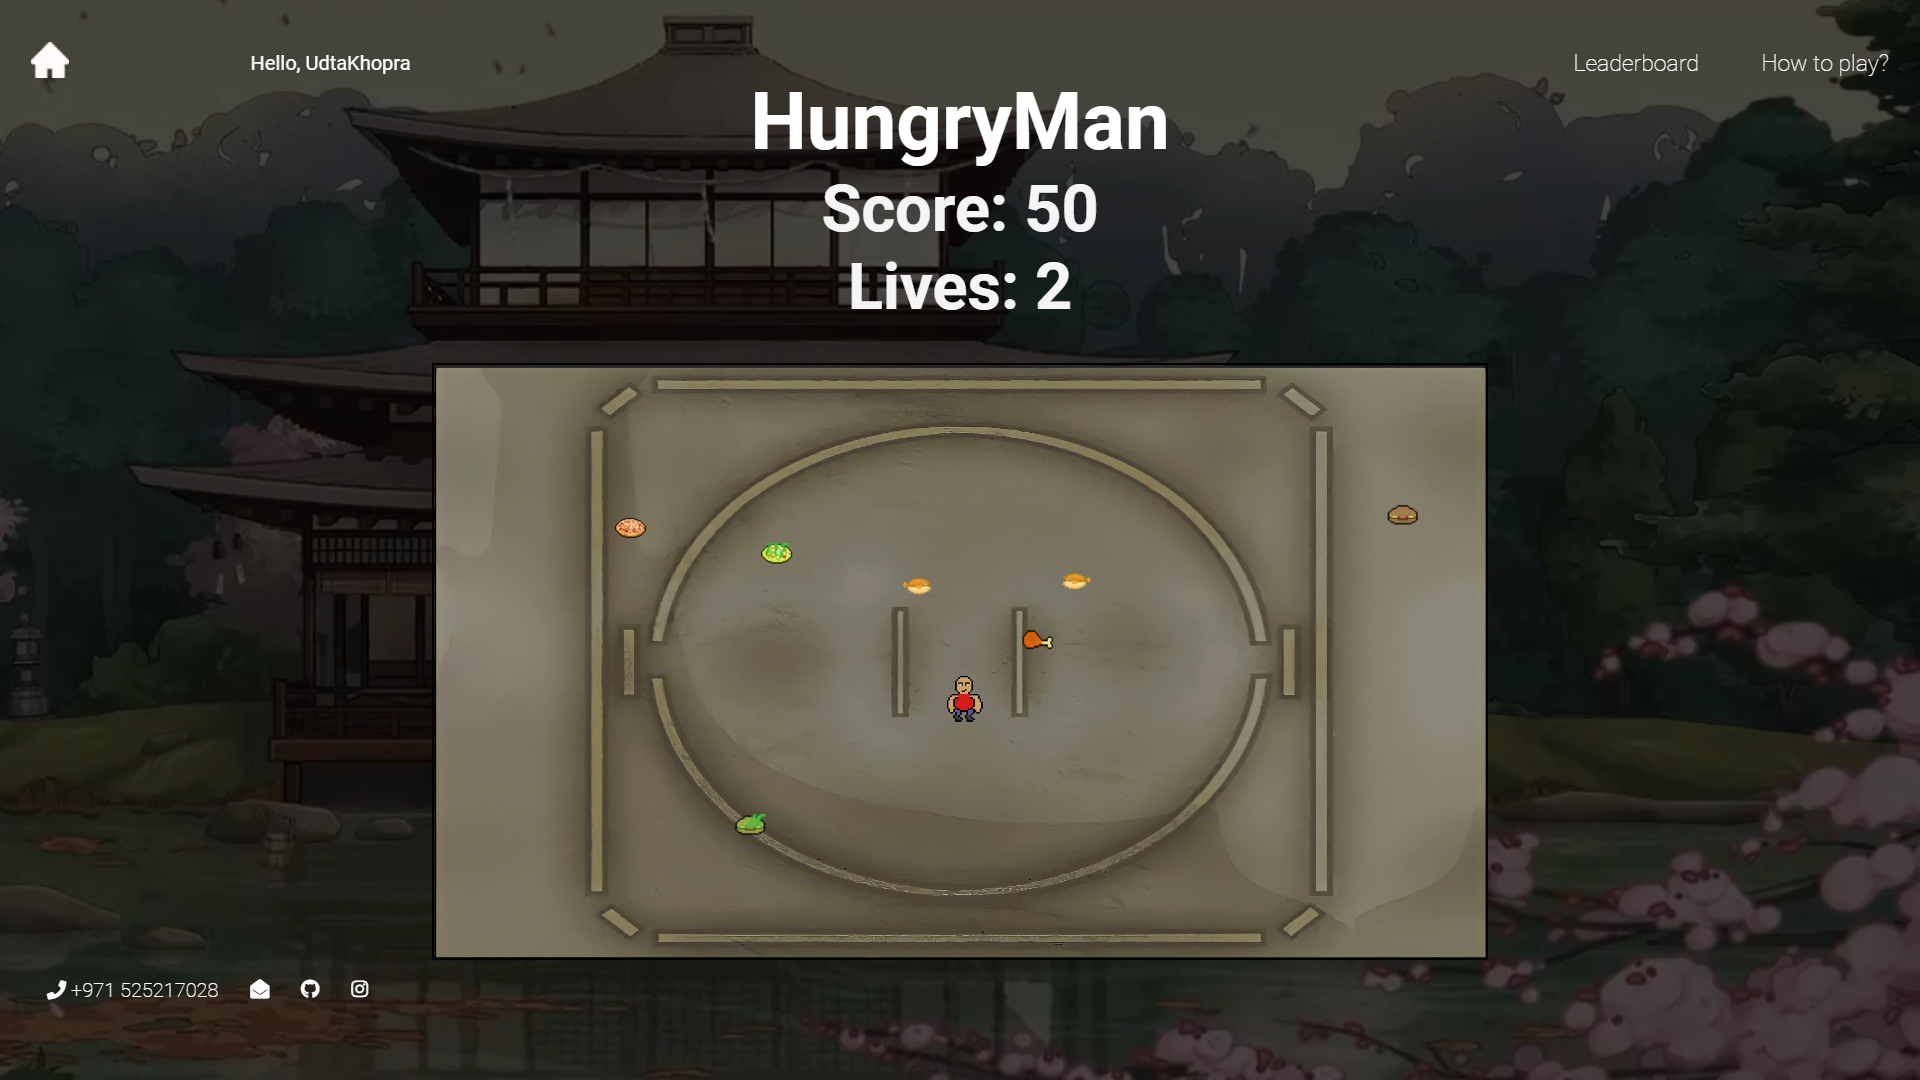 Hello, UdtaKhopra
Leaderboard
How to play?
HungryMan
Score: 50
Lives: 2
+971 525217028